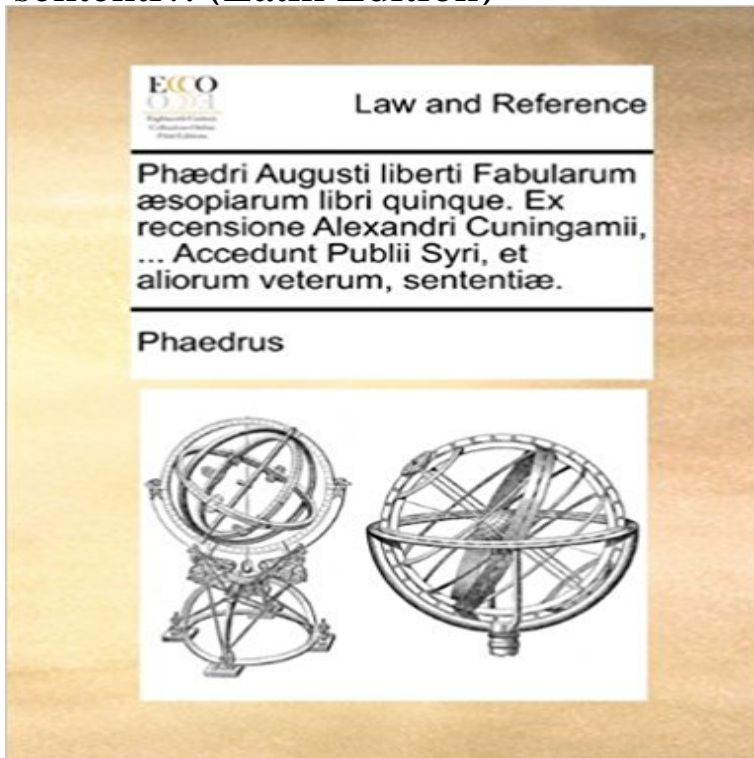 ECCO
Law and Reference
Phædri Augusti liberti Fabularum
æsopiarum libri quinque. Ex
recensione Alexandri Cuningamii,
... Accedunt Publii Syri, et
aliorum veterum, sententiæ.
Phaedrus